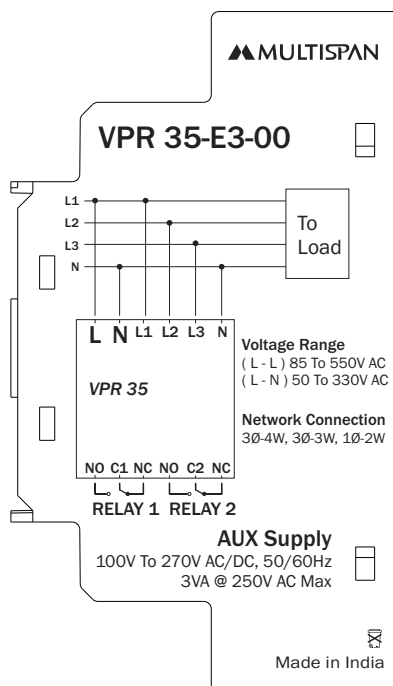 MULTISPAN
VPR 35-E3-00
L1
L2
L3
N
To
Load
L N L1 L2 L3 N
VPR 35
Voltage Range
( L - L ) 85 To 550V AC
( L - N ) 50 To 330V AC
Network Connection
3Ø-4W, 3Ø-3W, 1Ø-2W
NO C1 NC NO C2 NC
RELAY 1 RELAY 2
AUX Supply
100V To 270V AC/DC, 50/60Hz
3VA @ 250V AC Max
Made in India